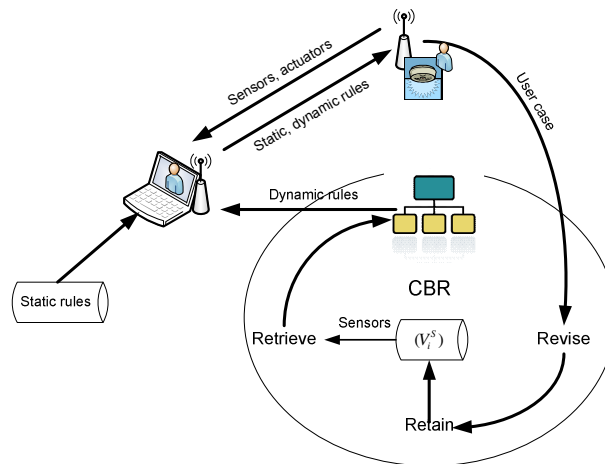 Sensors, actuators
Static, dynamic rules
User case
Dynamic rules
Static rules
CBR
Sensors
Retrieve
(V_i^S)
Revise
Retain